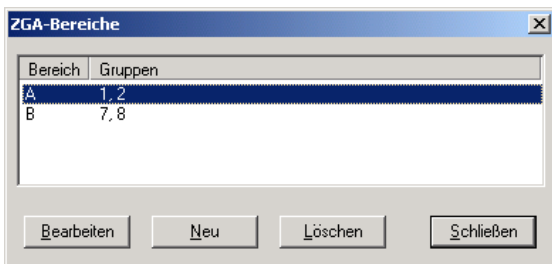 ZGA-Bereiche
Bereich Gruppen
A 1, 2
B 7, 8
Bearbeiten Neu Löschen Schließen